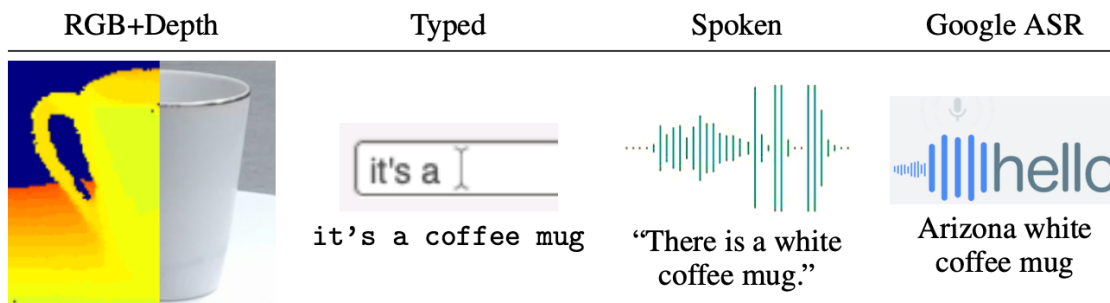 RGB+Depth Typed Spoken Google ASR
it's a
hello
it's a coffee mug
“There is a white
coffee mug.”
Arizona white
coffee mug